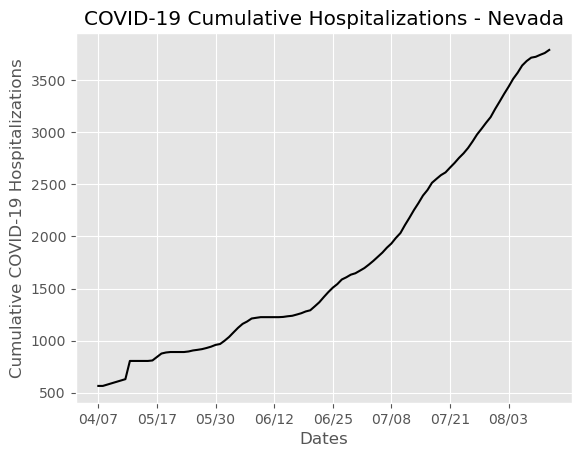 COVID-19 Cumulative Hospitalizations - Nevada
Cumulative COVID-19 Hospitalizations
3500
3000
2500
2000
1500
1000
500
04/07 05/17 05/30 06/12 06/25 07/08 07/21 08/03
Dates